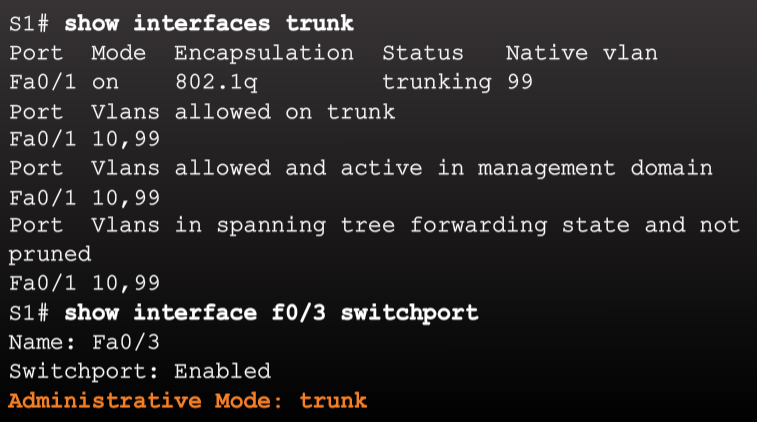 S1# show interfaces trunk
Port  Mode  Encapsulation  Status   Native vlan
Fa0/1 on    802.1q         trunking 99
Port  Vlans allowed on trunk
Fa0/1 10,99
Port  Vlans allowed and active in management domain
Fa0/1 10,99
Port  Vlans in spanning tree forwarding state and not
pruned
Fa0/1 10,99
S1# show interface f0/3 switchport
Name: Fa0/3
Switchport: Enabled
Administrative Mode: trunk